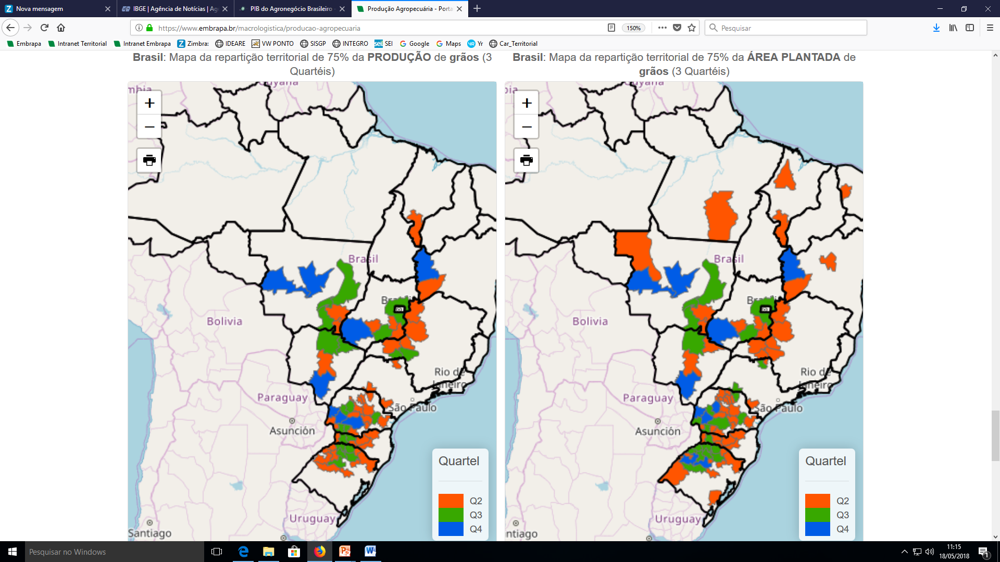 Nova mensagem
IBGE | Agência de Notícias | Ag
PIB do Agronegócio Brasileiro -
Produção Agropecuária - Porta
https://www.embrapa.br/macrologistica/producao-agropecuaria
150%
Pesquisar
Embrapa
Intranet Territorial
Intranet Embrapa
Zimbra:
IDEARE
VW PONTO
SISGP
INTEGRO
SEI
Google
Maps
Yr
Car_Territorial
Brasil: Mapa da repartição territorial de 75% da PRODUÇÃO de grãos (3
Quartéis)
Brasil
Bolivia
Rio de
Janeiro
Paraguay
São Paulo
Asunción
Uruguay
Santiago
Quartel
Q2
Q3
Q4
Brasil: Mapa da repartição territorial de 75% da ÁREA PLANTADA de
grãos (3 Quartéis)
Guyana
Brasil
Bolivia
Rio de
Janeiro
Paraguay
São Paulo
Asunción
Uruguay
ntiago
Quartel
Q2
Q3
Q4
Pesquisar no Windows
11:15
18/05/2018
1